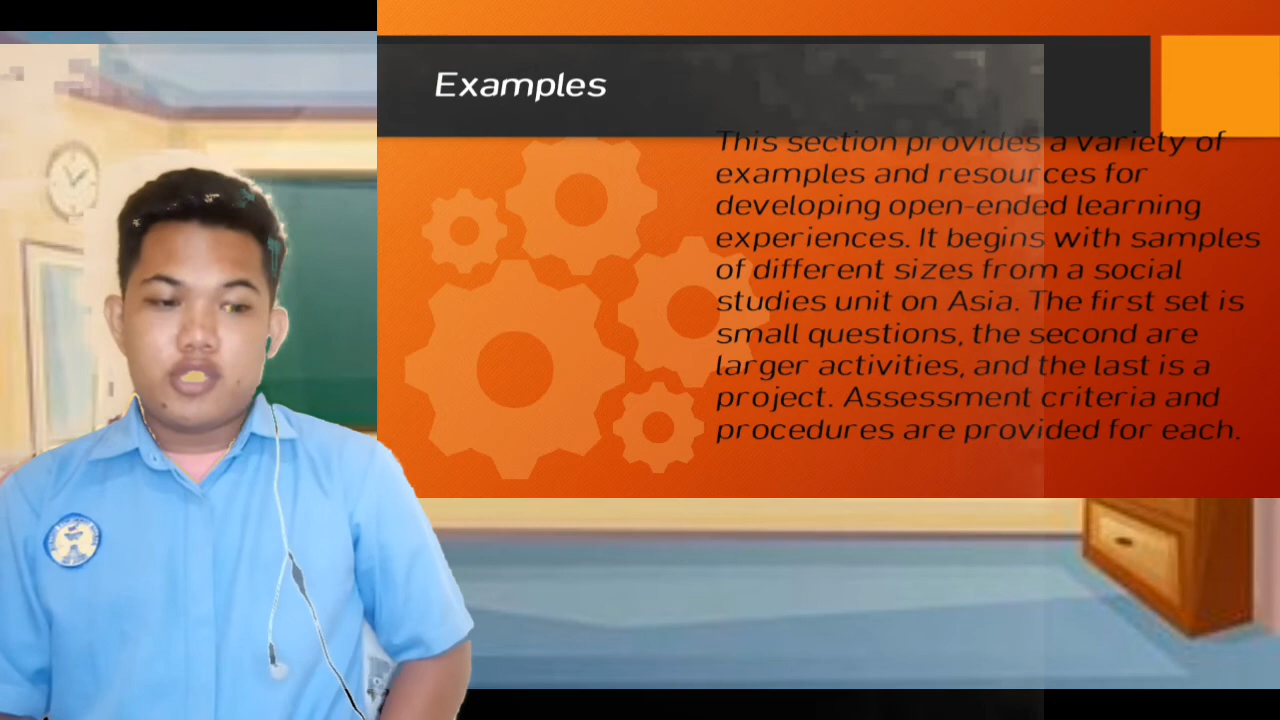 Examples
This section provides a variety of
examples and resources for
developing open-ended learning
experiences. It begins with samples
of different sizes from a social
studies unit on Asia. The first set is
small questions, the second are
larger activities, and the last is a
project. Assessment criteria and
procedures are provided for each.